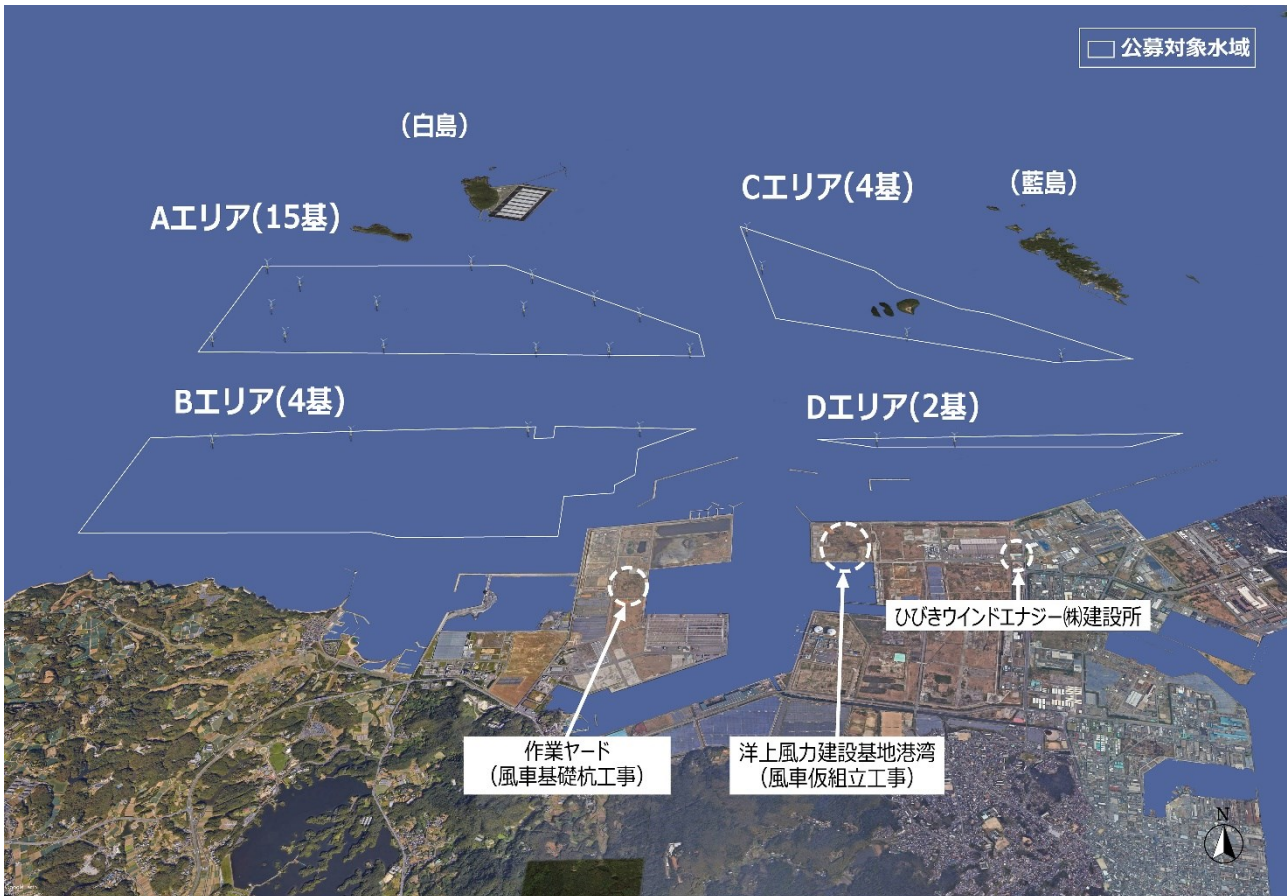 公募対象水域
（白島）
Cエリア(4基)
（藍島）
Aエリア(15基)
Bエリア(4基)
Dエリア(2基)
ひびきウインドエナジー㈱建設所
作業ヤード
（風車基礎杭工事）
洋上風力建設基地港湾
（風車仮組立工事）
N